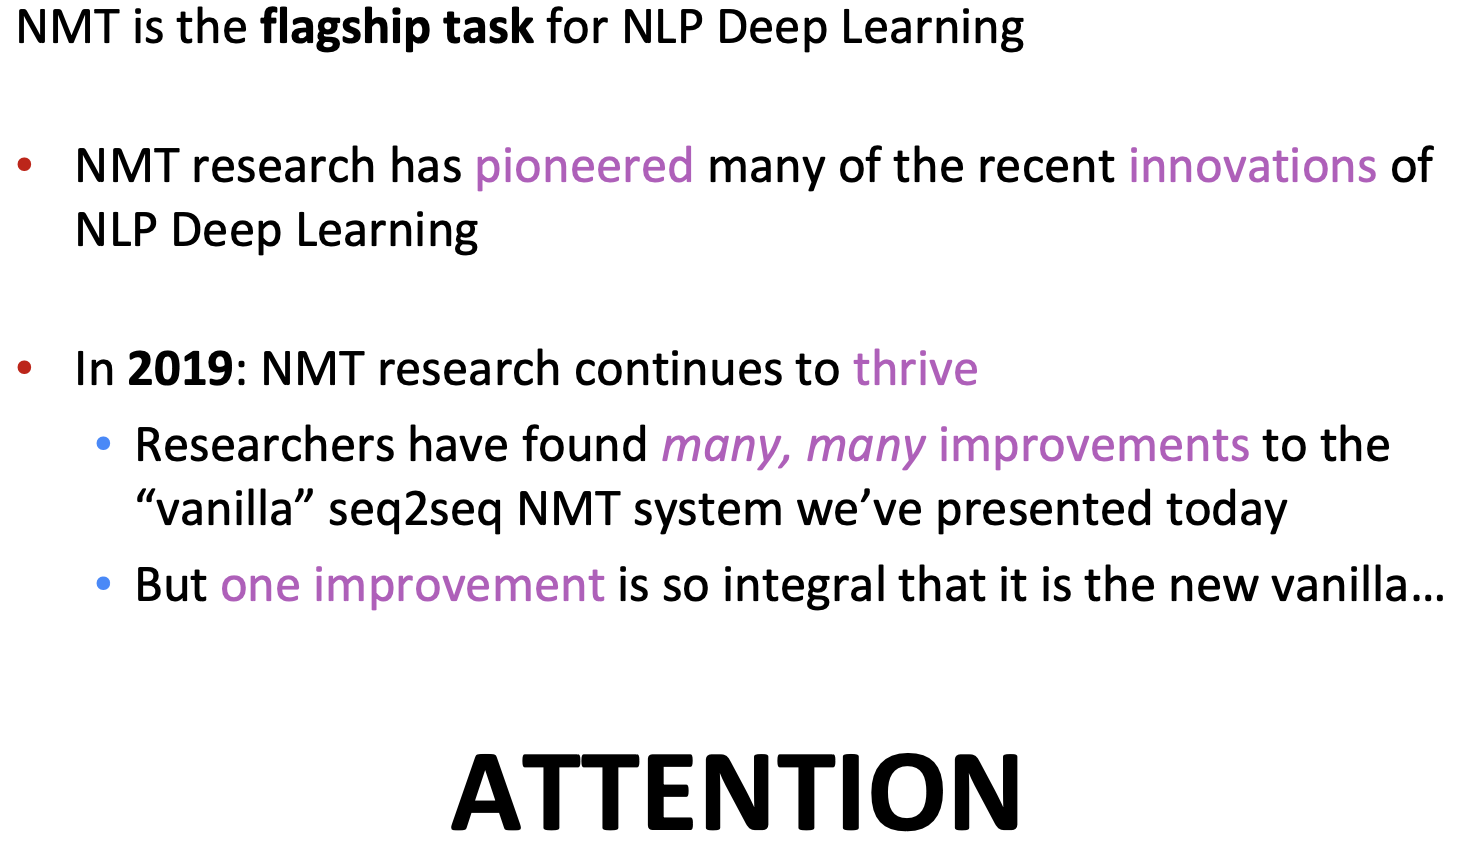 NMT is the flagship task for NLP Deep Learning
• NMT research has pioneered many of the recent innovations of
NLP Deep Learning
• In 2019: NMT research continues to thrive
• Researchers have found many, many improvements to the
“vanilla” seq2seq NMT system we’ve presented today
• But one improvement is so integral that it is the new vanilla…
ATTENTION